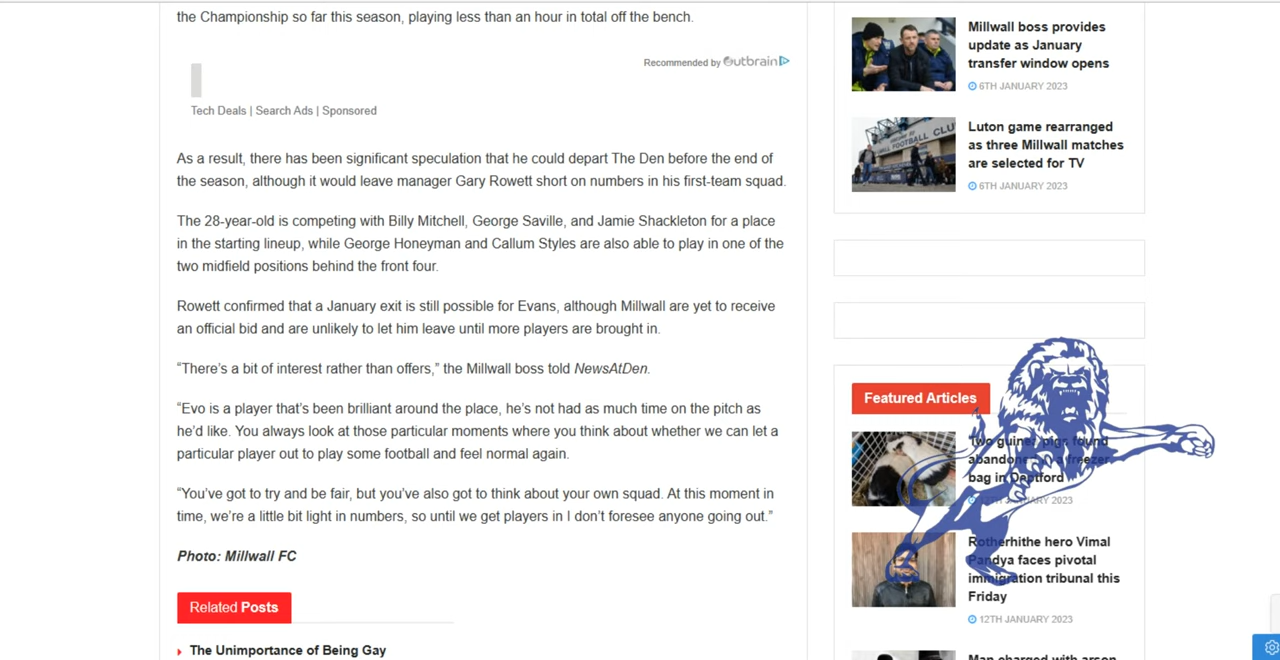 the Championship so far this season, playing less than an hour in total off the bench.
Recommended by Outbrain
Tech Deals | Search Ads | Sponsored
As a result, there has been significant speculation that he could depart The Den before the end of
the season, although it would leave manager Gary Rowett short on numbers in his first-team squad.
The 28-year-old is competing with Billy Mitchell, George Saville, and Jamie Shackleton for a place
in the starting lineup, while George Honeyman and Callum Styles are also able to play in one of the
two midfield positions behind the front four.
Rowett confirmed that a January exit is still possible for Evans, although Millwall are yet to receive
an official bid and are unlikely to let him leave until more players are brought in.
“There’s a bit of interest rather than offers,” the Millwall boss told NewsAtDen.
“Evo is a player that’s been brilliant around the place, he’s not had as much time on the pitch as
he’d like. You always look at these particular moments where you think about whether we can let a
particular player out to play some football and feel normal again.
“You’ve got to try and be fair, but you’ve also got to think about your own squad. At this moment in
time, we’re a little bit light in numbers, so until we get players in I don’t foresee anyone going out.”
Photo: Millwall FC
Related Posts
The Unimportance of Being Gay
Millwall boss provides
update as January
transfer window opens
6TH JANUARY 2023
Luton game rearranged
as three Millwall matches
are selected for TV
6TH JANUARY 2023
Featured Articles
Two guinea pigs found
abandoned in a freezer
bag in Deptford
12TH JANUARY 2023
Rotherhithe hero Vimal
Pandya faces pivotal
immigration tribunal this
Friday
12TH JANUARY 2023
Man charged with arson